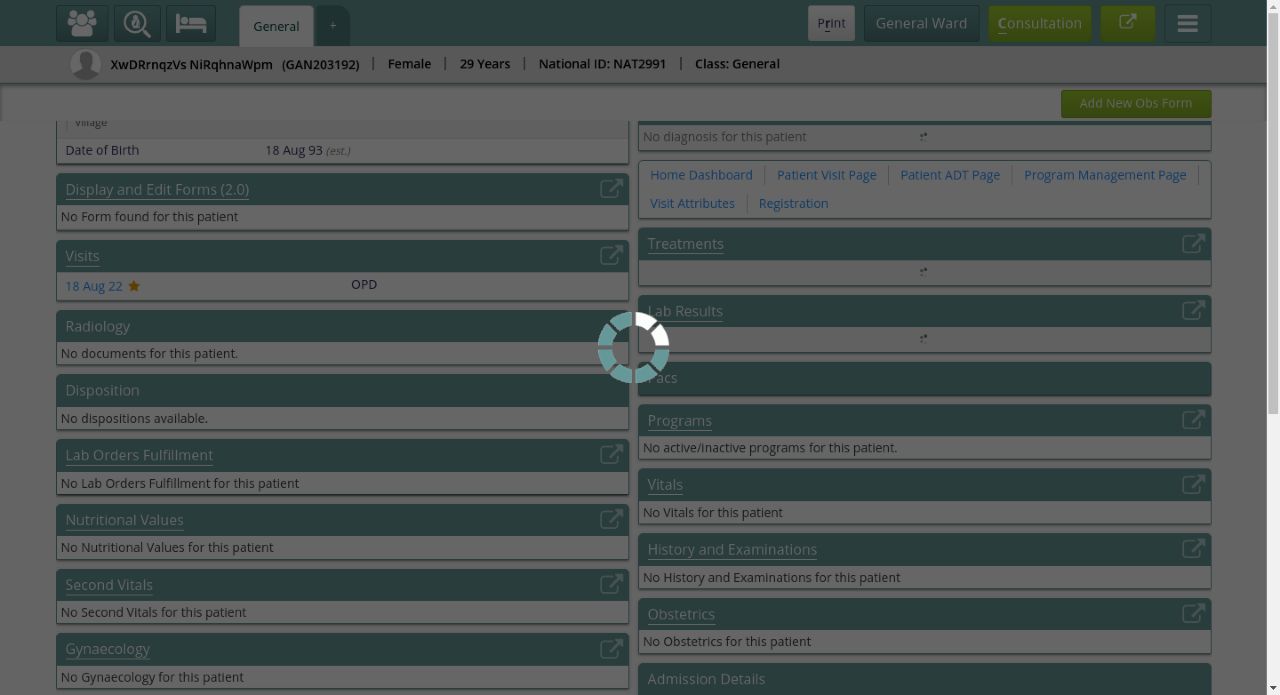 General
+
Print
General Ward
Consultation
XwDRrnqzVs NiRqhnaWpm (GAN203192) | Female | 29 Years | National ID: NAT2991 | Class: General
Add New Obs Form
Village
Date of Birth 18 Aug 93 (est.)
Display and Edit Forms (2.0)
No Form found for this patient
Visits
18 Aug 22 OPD
Radiology
No documents for this patient.
Disposition
No dispositions available.
Lab Orders Fulfillment
No Lab Orders Fulfillment for this patient
Nutritional Values
No Nutritional Values for this patient
Second Vitals
No Second Vitals for this patient
Gynaecology
No Gynaecology for this patient
No diagnosis for this patient
Home Dashboard | Patient Visit Page | Patient ADT Page | Program Management Page |
Visit Attributes | Registration
Treatments
Lab Results
Pacs
Programs
No active/inactive programs for this patient.
Vitals
No Vitals for this patient
History and Examinations
No History and Examinations for this patient
Obstetrics
No Obstetrics for this patient
Admission Details